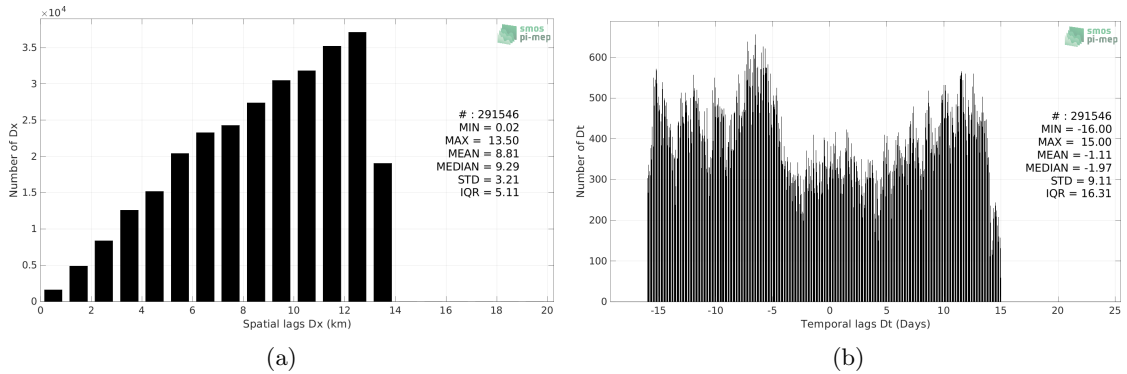 ×10⁴
smos
pi-mep
3.5
3
2.5
2
1.5
1
0.5
0
Number of Dx
# : 291546
MIN = 0.02
MAX = 13.50
MEAN = 8.81
MEDIAN = 9.29
STD = 3.21
IQR = 5.11
0 2 4 6 8 10 12 14 16 18 20
Spatial lags Dx (km)
(a)
smos
pi-mep
600
500
400
300
200
100
0
Number of Dt
# : 291546
MIN = -16.00
MAX = 15.00
MEAN = -1.11
MEDIAN = -1.97
STD = 9.11
IQR = 16.31
-15 -10 -5 0 5 10 15 20 25
Temporal lags Dt (Days)
(b)